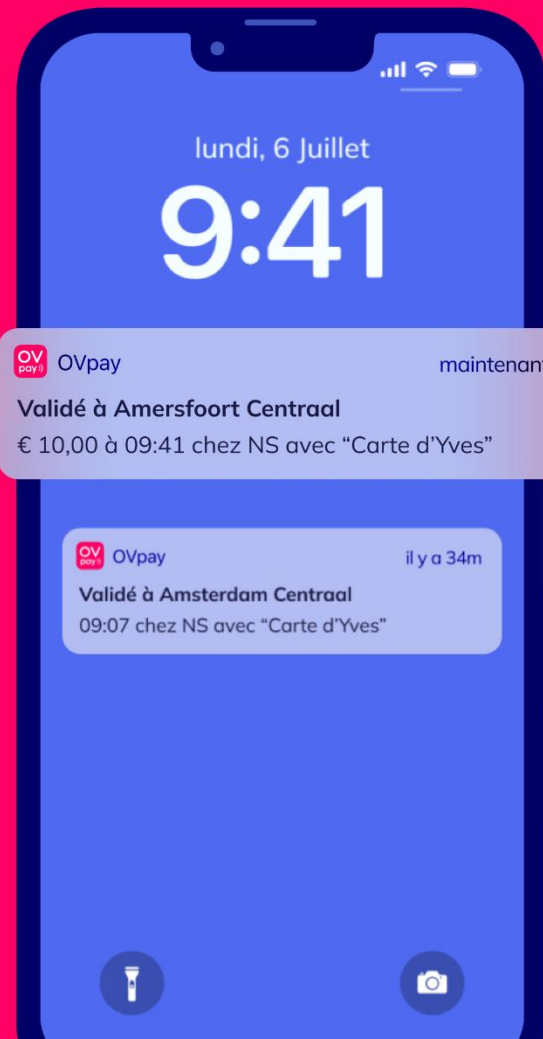 lundi, 6 Juillet
9:41
OV
pay
OVpay
maintenant
Validé à Amersfoort Centraal
€ 10,00 à 09:41 chez NS avec “Carte d’Yves”
OV
pay
OVpay
il y a 34m
Validé à Amsterdam Centraal
09:07 chez NS avec “Carte d’Yves”